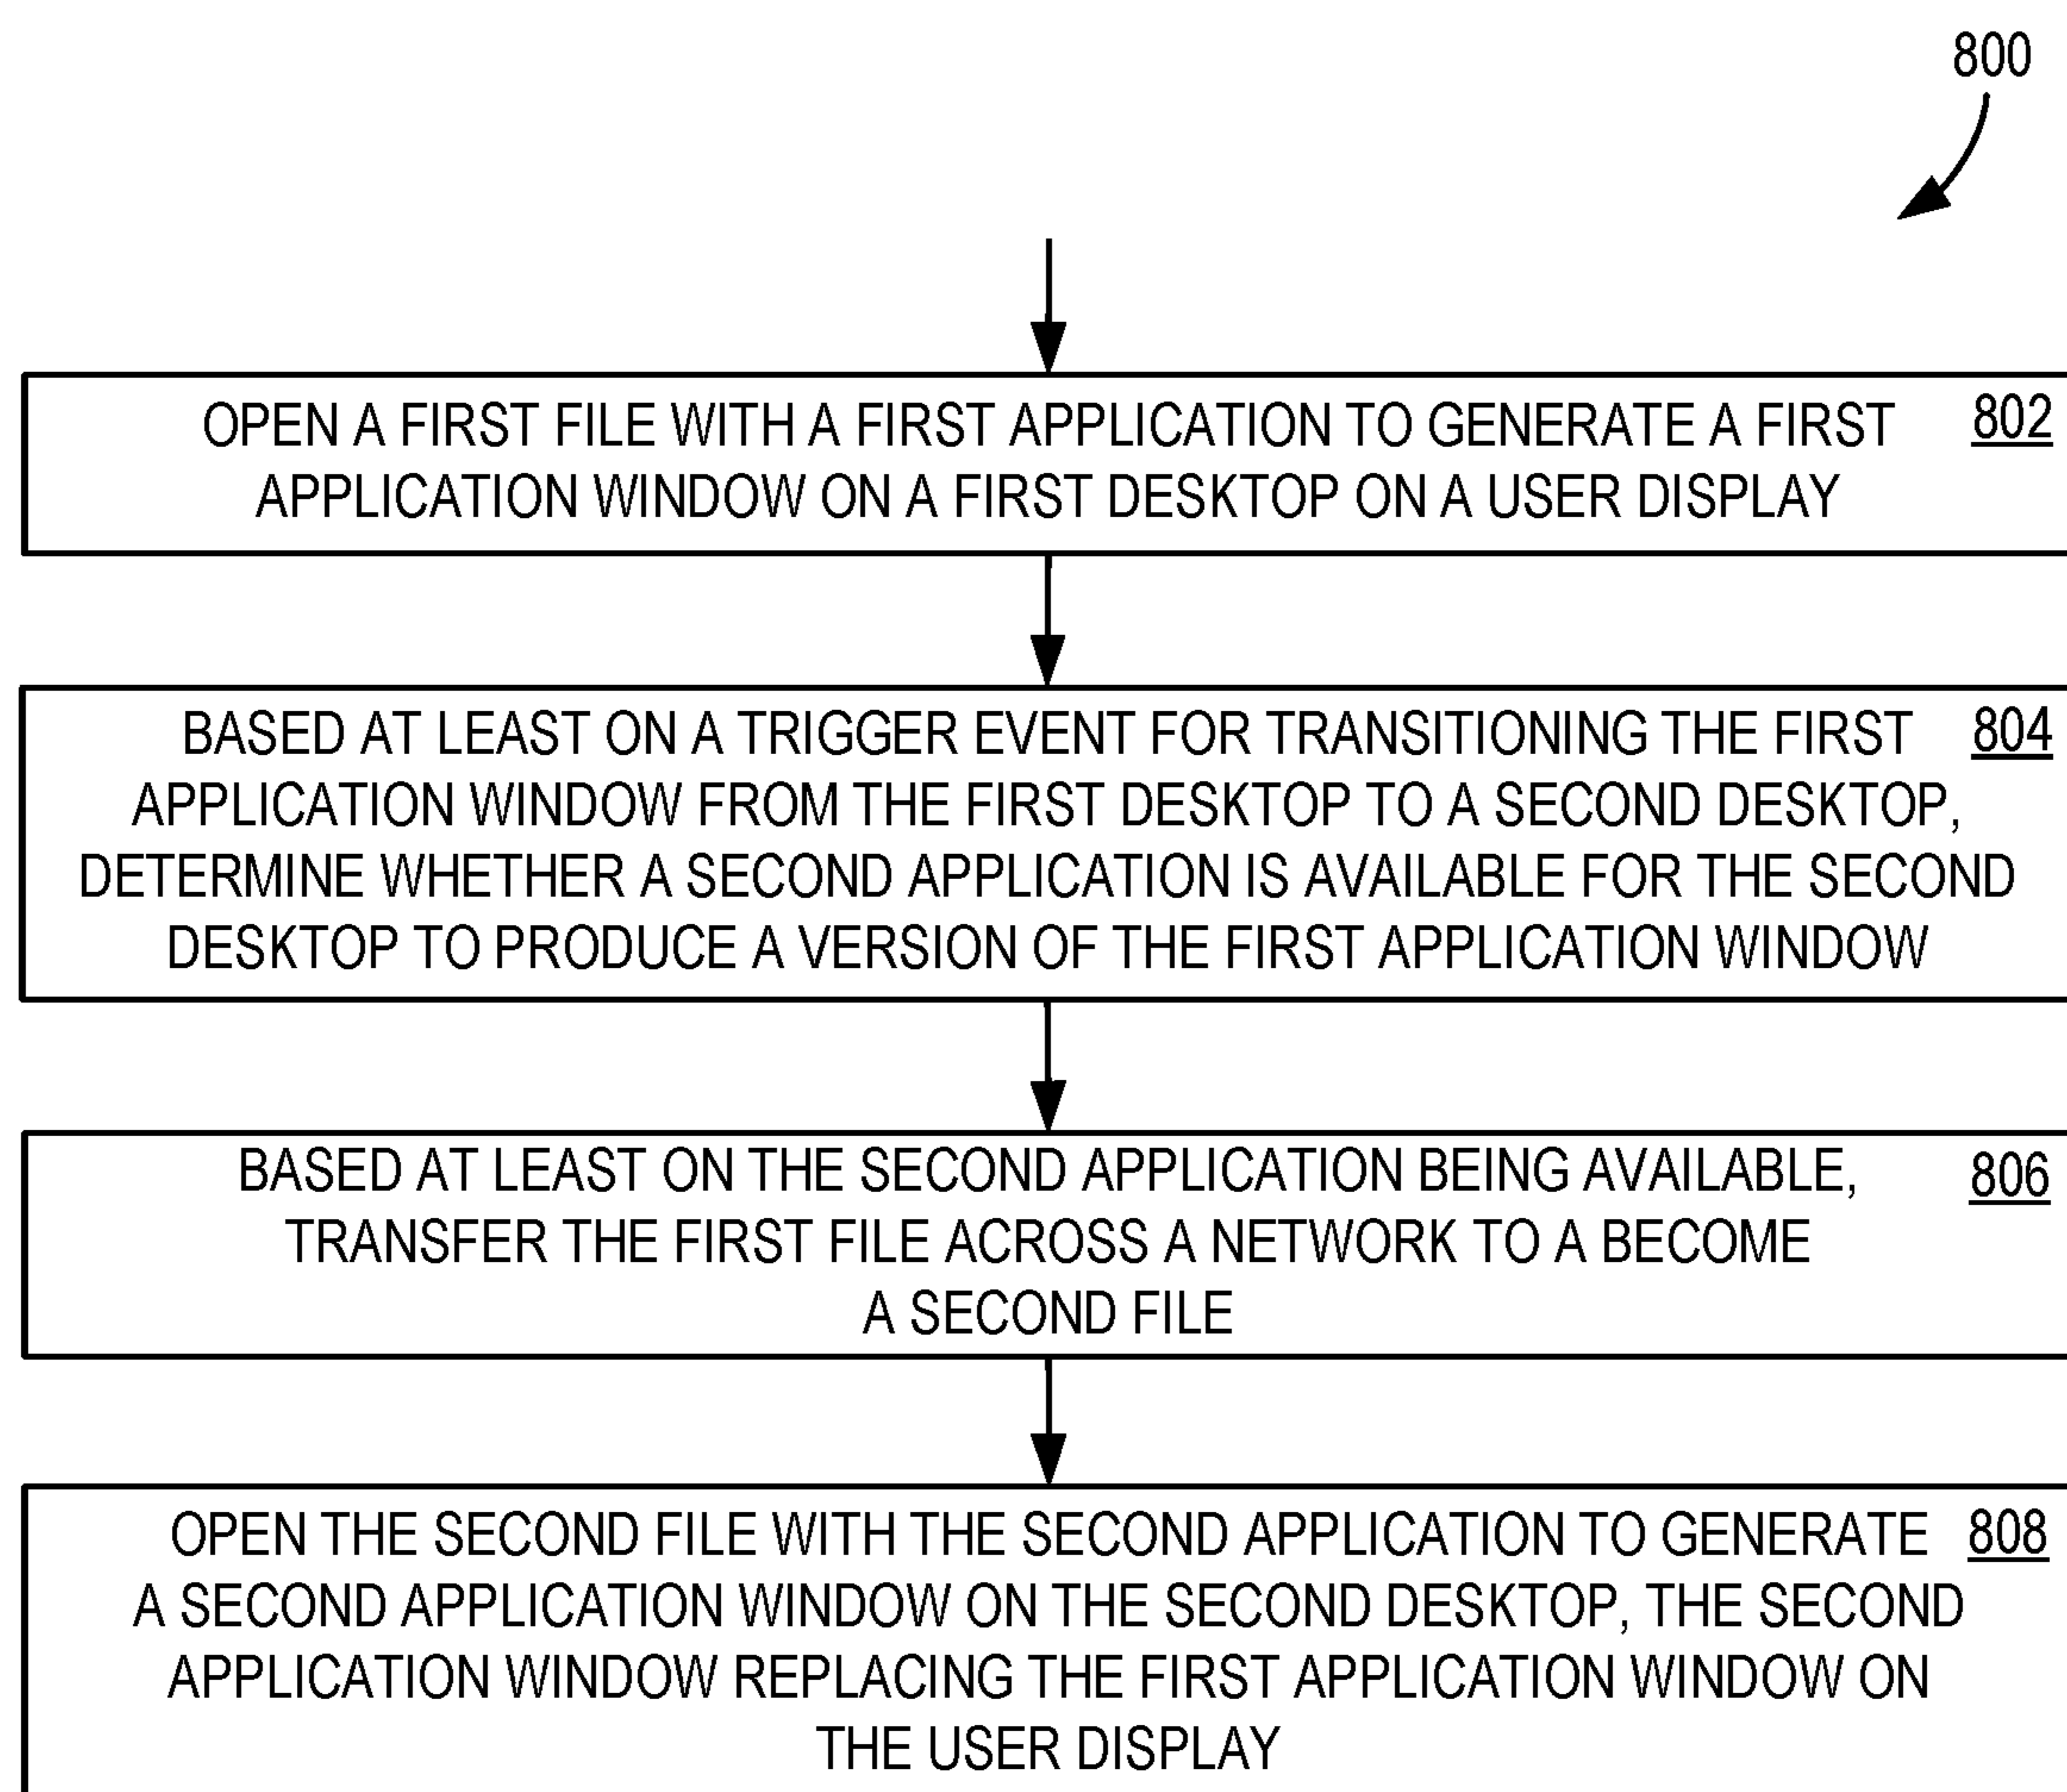 800
OPEN A FIRST FILE WITH A FIRST APPLICATION TO GENERATE A FIRST 802
APPLICATION WINDOW ON A FIRST DESKTOP ON A USER DISPLAY
BASED AT LEAST ON A TRIGGER EVENT FOR TRANSITIONING THE FIRST 804
APPLICATION WINDOW FROM THE FIRST DESKTOP TO A SECOND DESKTOP,
DETERMINE WHETHER A SECOND APPLICATION IS AVAILABLE FOR THE SECOND
DESKTOP TO PRODUCE A VERSION OF THE FIRST APPLICATION WINDOW
BASED AT LEAST ON THE SECOND APPLICATION BEING AVAILABLE, 806
TRANSFER THE FIRST FILE ACROSS A NETWORK TO A BECOME
A SECOND FILE
OPEN THE SECOND FILE WITH THE SECOND APPLICATION TO GENERATE 808
A SECOND APPLICATION WINDOW ON THE SECOND DESKTOP, THE SECOND
APPLICATION WINDOW REPLACING THE FIRST APPLICATION WINDOW ON
THE USER DISPLAY